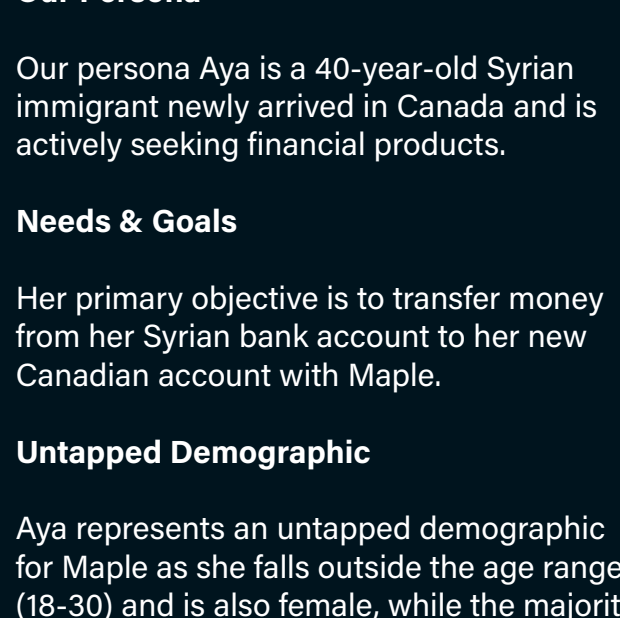 Our Persona
Our persona Aya is a 40-year-old Syrian
immigrant newly arrived in Canada and is
actively seeking financial products.
Needs & Goals
Her primary objective is to transfer money
from her Syrian bank account to her new
Canadian account with Maple.
Untapped Demographic
Aya represents an untapped demographic
for Maple as she falls outside the age range
(18-30) and is also female, while the majorit